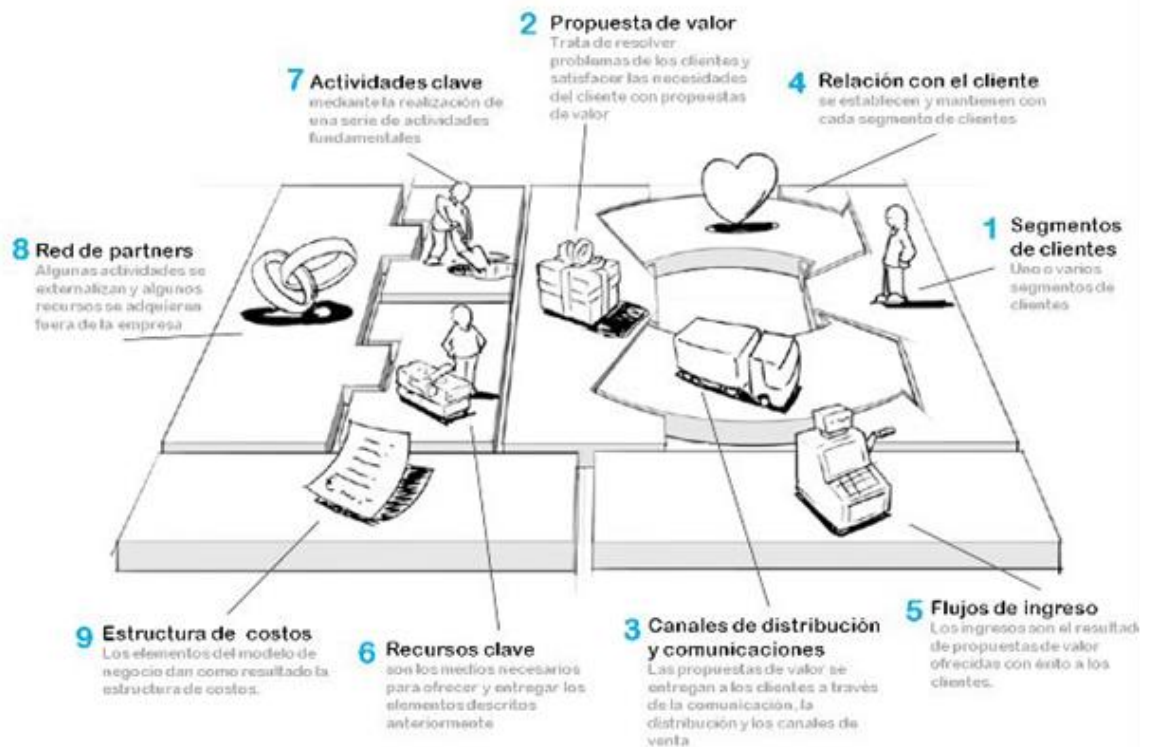 2 Propuesta de valor
Trata de resolver
problemas de los clientes y
satisfacer las necesidades
del cliente con propuestas
de valor
7 Actividades clave
mediante la realización de
una serie de actividades
fundamentales
4 Relación con el cliente
se establecen y mantienen con
cada segmento de clientes
8 Red de partners
Algunas actividades se
externalizan y algunos
recursos se adquieren
fuera de la empresa
1 Segmentos
de clientes
Uno o varios
segmentos de
clientes
9 Estructura de costos
Los elementos del modelo de
negocio dan como resultado la
estructura de costos.
6 Recursos clave
son los medios necesarios
para ofrecer y entregar los
elementos descritos
anteriormente
3 Canales de distribución
y comunicaciones
Las propuestas de valor se
entregan a los clientes a través
de la comunicación, la
distribución y los canales de
venta
5 Flujos de ingreso
Los ingresos son el resultad
de propuestas de valor
ofrecidas con éxito a los
clientes.